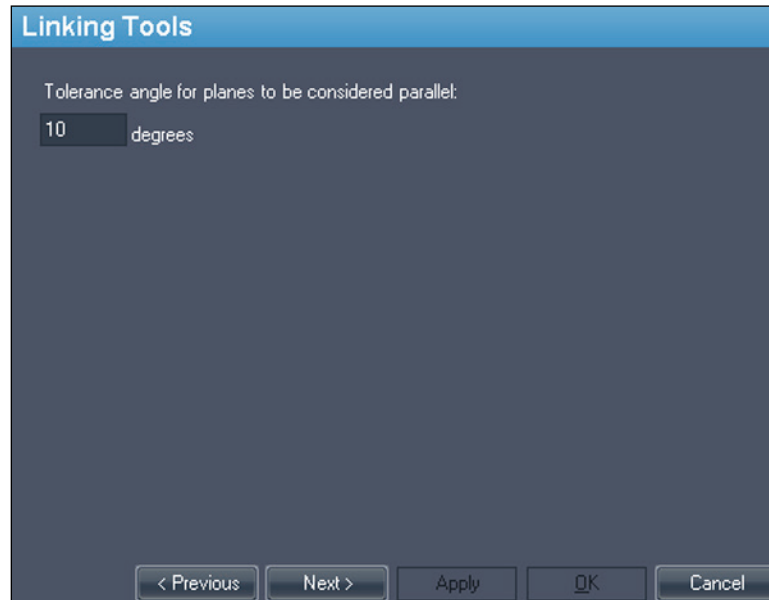 Linking Tools
Tolerance angle for planes to be considered parallel:
10 degrees
< Previous Next > Apply OK Cancel